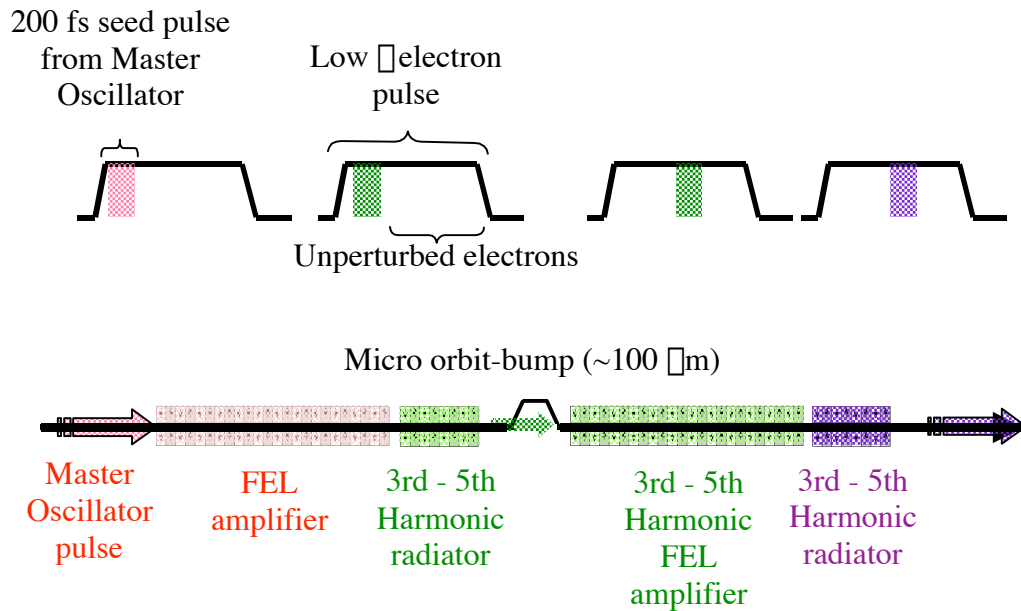 200 fs seed pulse
from Master
Oscillator
Low □ electron
pulse
Unperturbed electrons
Micro orbit-bump (~100 □m)
Master
Oscillator
pulse
FEL
amplifier
3rd - 5th
Harmonic
radiator
3rd - 5th
Harmonic
FEL
amplifier
3rd - 5th
Harmonic
radiator